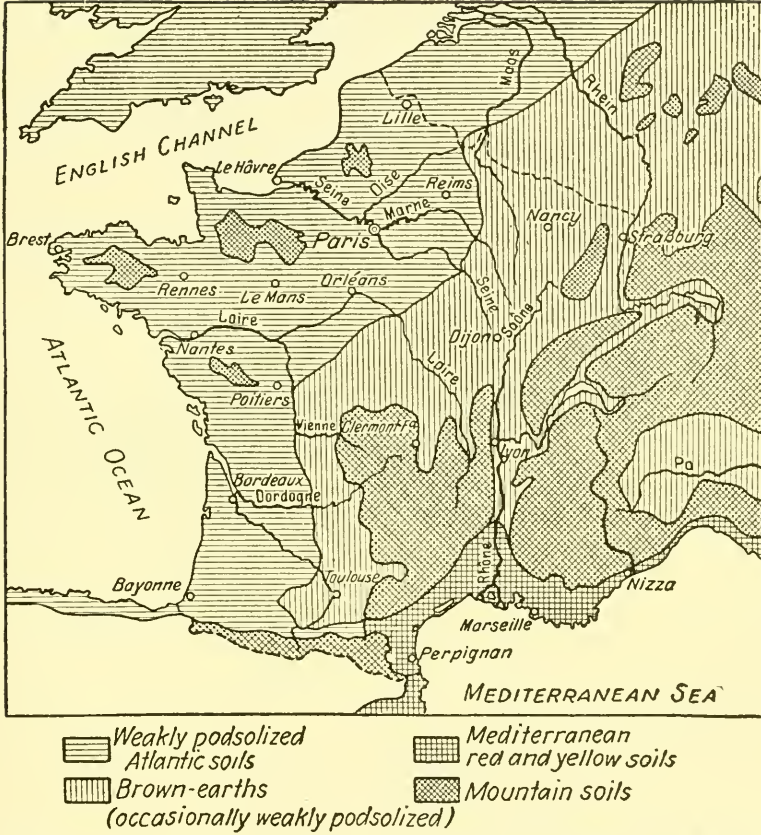 Maas
Rhein
Lille
ENGLISH CHANNEL
Le Hâvre
Seine
Oise
Reims
Marne
Nancy
Brest
Paris
Straßburg
Rennes
Le Mans
Orléans
Seine
Loire
Dijon
Saône
Nantes
Loire
ATLANTIC OCEAN
Poitiers
Vienne
Clermont Fd
Lyon
Po
Bordeaux
Dordogne
Bayonne
Toulouse
Rhône
Nizza
Marseille
Perpignan
MEDITERRANEAN SEA
Weakly podsolized
Atlantic soils
Brown-earths
(occasionally weakly podsolized)
Mediterranean
red and yellow soils
Mountain soils